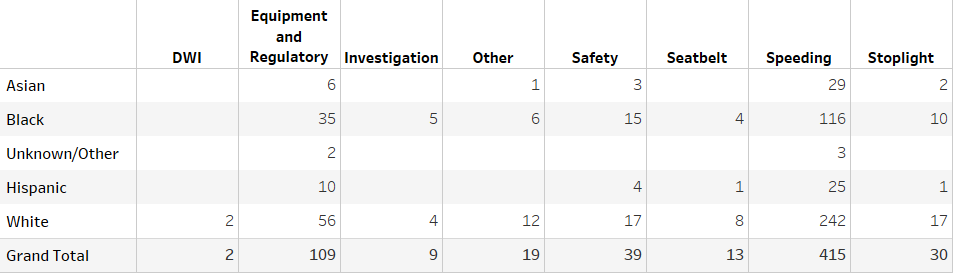 Equipment
and
DWI Regulatory Investigation Other Safety Seatbelt Speeding Stoplight
Asian 6 1 3 29 2
Black 35 5 6 15 4 116 10
Unknown/Other 2 3
Hispanic 10 4 1 25 1
White 2 56 4 12 17 8 242 17
Grand Total 2 109 9 19 39 13 415 30